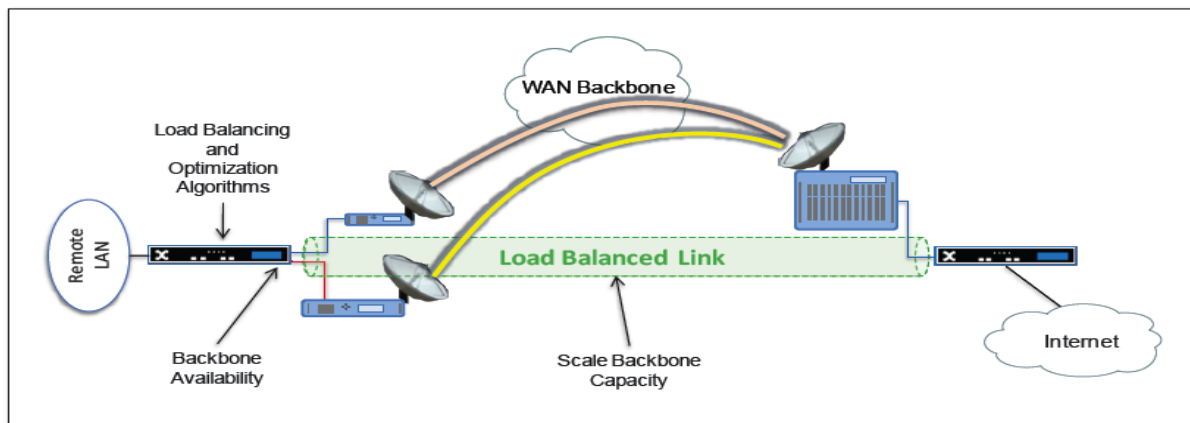 WAN Backbone
Load Balancing
and
Optimization
Algorithms
Remote
LAN
Load Balanced Link
Backbone
Availability
Scale Backbone
Capacity
Internet